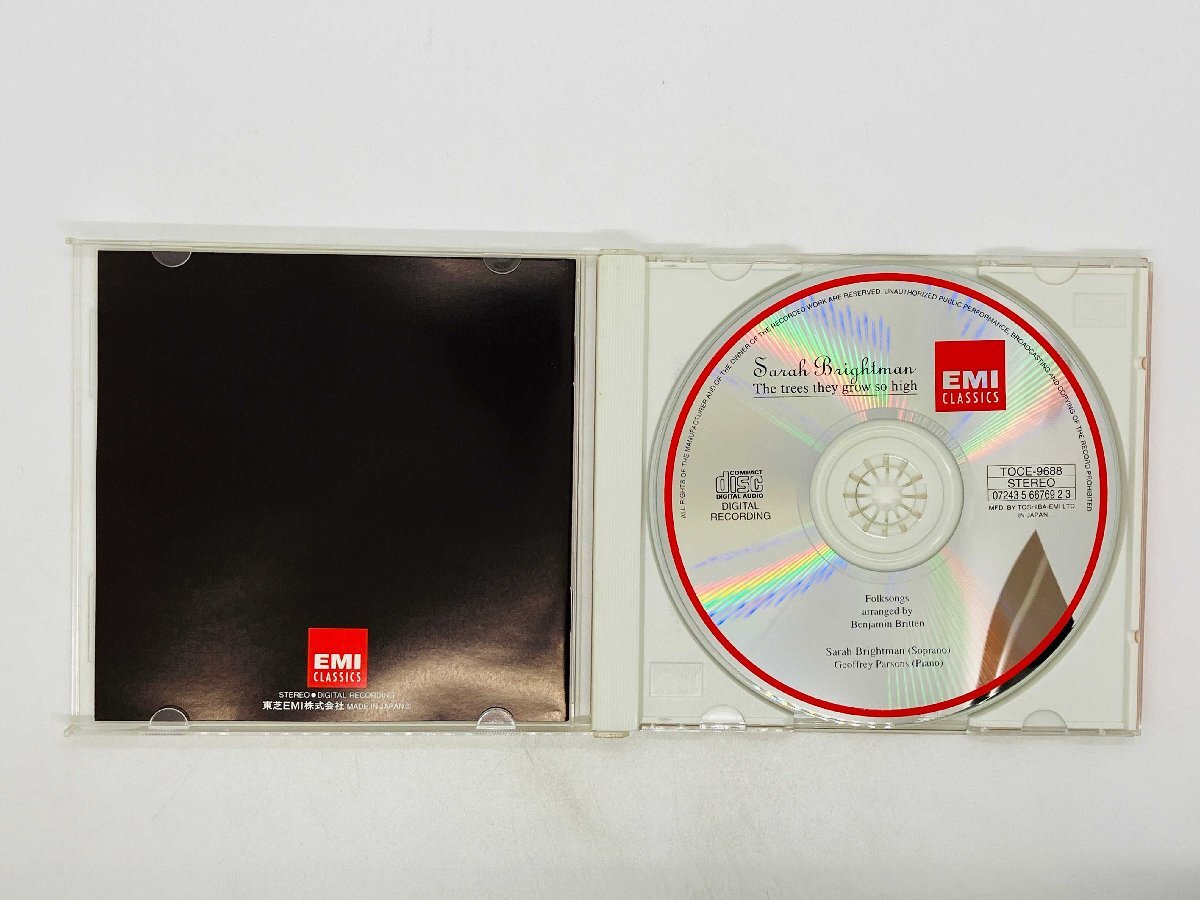 EMI
CLASSICS
STEREO ● DIGITAL RECORDING
東芝EMI株式会社 MADE IN JAPAN
ALL RIGHTS OF THE MANUFACTURER AND OF THE OWNER OF THE RECORDED WORK ARE RESERVED. UNAUTHORIZED PUBLIC PERFORMANCE, BROADCASTING AND COPYING OF THE RECORD PROHIBITED
Sarah Brightman
The trees they grow so high
EMI
CLASSICS
COMPACT
disc
DIGITAL AUDIO
DIGITAL
RECORDING
TOCE-9688
STEREO
07243 5 66769 2 3
MFD. BY TOSHIBA-EMI LTD.
IN JAPAN.
Folksongs
arranged by
Benjamin Britten
Sarah Brightman (Soprano)
Geoffrey Parsons (Piano)